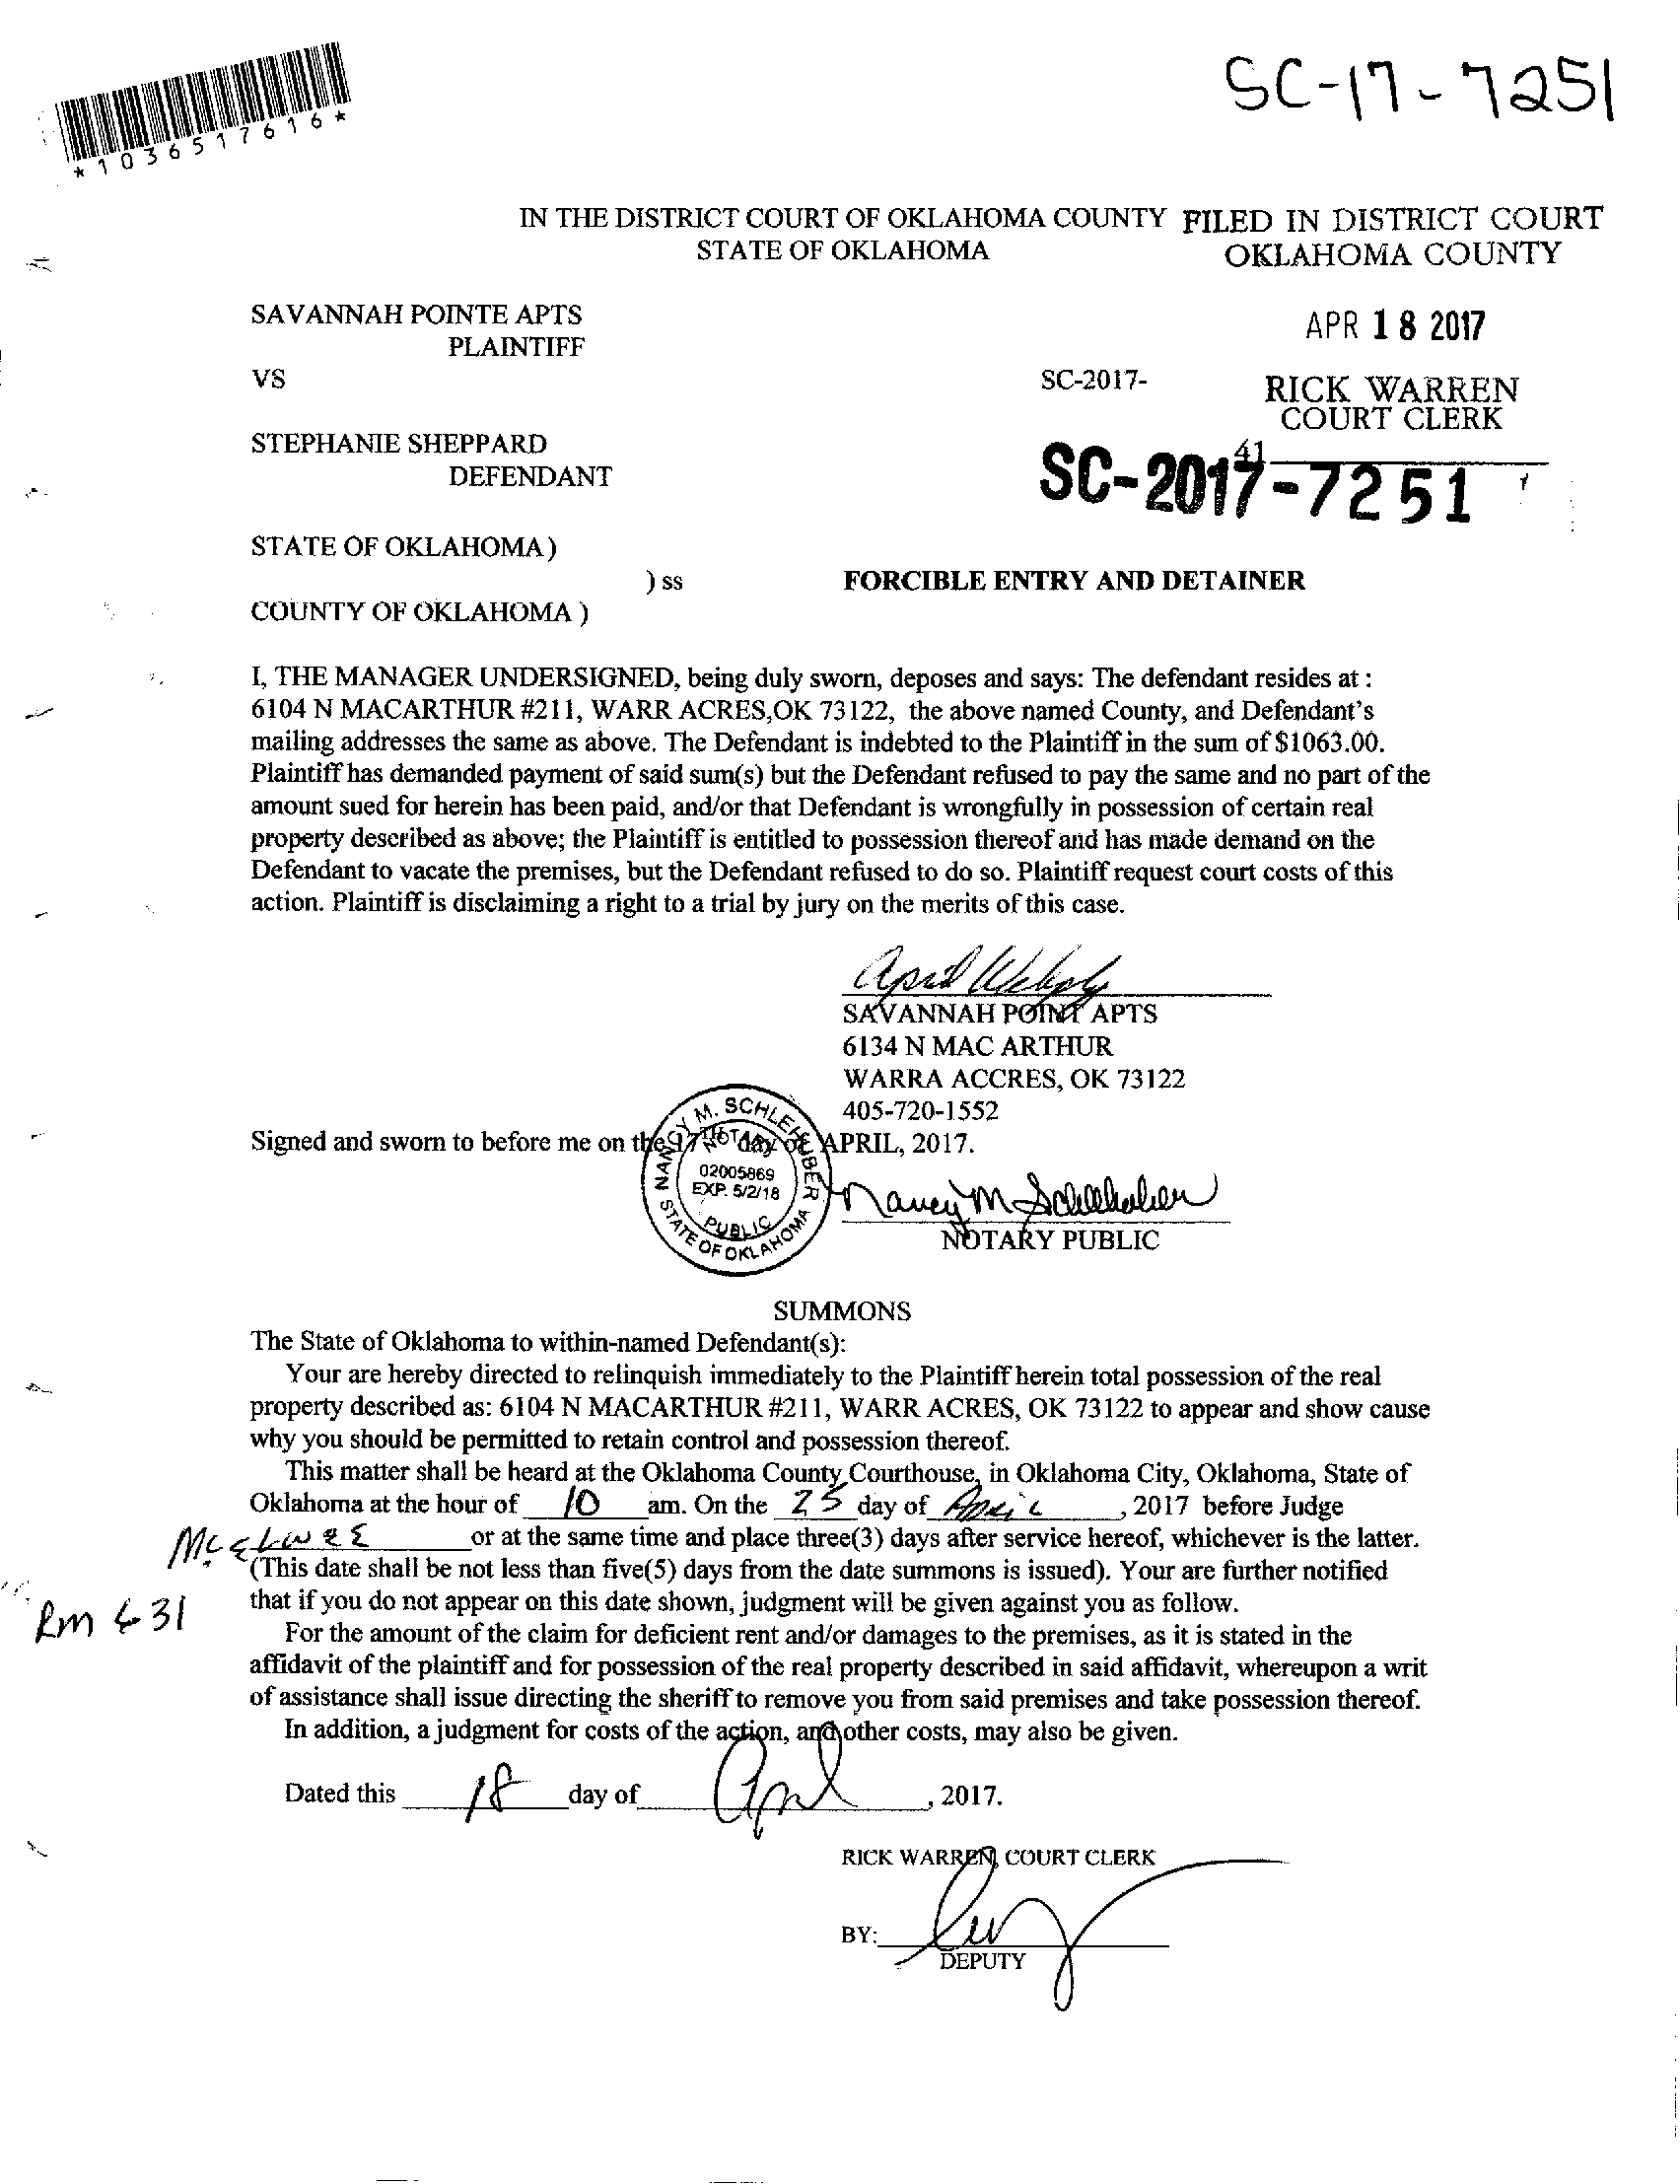 SC-17-7251
*1036517616*
IN THE DISTRICT COURT OF OKLAHOMA COUNTY FILED IN DISTRICT COURT
STATE OF OKLAHOMA OKLAHOMA COUNTY
SAVANNAH POINTE APTS
PLAINTIFF
APR 18 2017
VS SC-2017-
RICK WARREN
COURT CLERK
STEPHANIE SHEPPARD
DEFENDANT
41
SC-2017-7251
STATE OF OKLAHOMA)
) ss FORCIBLE ENTRY AND DETAINER
COUNTY OF OKLAHOMA )
I, THE MANAGER UNDERSIGNED, being duly sworn, deposes and says: The defendant resides at :
6104 N MACARTHUR #211, WARR ACRES,OK 73122, the above named County, and Defendant's
mailing addresses the same as above. The Defendant is indebted to the Plaintiff in the sum of $1063.00.
Plaintiff has demanded payment of said sum(s) but the Defendant refused to pay the same and no part of the
amount sued for herein has been paid, and/or that Defendant is wrongfully in possession of certain real
property described as above; the Plaintiff is entitled to possession thereof and has made demand on the
Defendant to vacate the premises, but the Defendant refused to do so. Plaintiff request court costs of this
action. Plaintiff is disclaiming a right to a trial by jury on the merits of this case.
April
SAVANNAH POINT APTS
6134 N MAC ARTHUR
WARRA ACCRES, OK 73122
405-720-1552
Signed and sworn to before me on the 17TH day of APRIL, 2017.
NANCY M. SCHLEHUBER
NOTARY
02005869
EXP. 5/2/18
PUBLIC
STATE OF OKLAHOMA
Nancy M Schlehuber
NOTARY PUBLIC
SUMMONS
The State of Oklahoma to within-named Defendant(s):
Your are hereby directed to relinquish immediately to the Plaintiff herein total possession of the real
property described as: 6104 N MACARTHUR #211, WARR ACRES, OK 73122 to appear and show cause
why you should be permitted to retain control and possession thereof.
This matter shall be heard at the Oklahoma County Courthouse, in Oklahoma City, Oklahoma, State of
Oklahoma at the hour of 10 am. On the 25 day of April, 2017 before Judge
McElwee or at the same time and place three(3) days after service hereof, whichever is the latter.
(This date shall be not less than five(5) days from the date summons is issued). Your are further notified
that if you do not appear on this date shown, judgment will be given against you as follow.
Rm 431
For the amount of the claim for deficient rent and/or damages to the premises, as it is stated in the
affidavit of the plaintiff and for possession of the real property described in said affidavit, whereupon a writ
of assistance shall issue directing the sheriff to remove you from said premises and take possession thereof.
In addition, a judgment for costs of the action, and other costs, may also be given.
Dated this 18 day of April, 2017.
RICK WARREN, COURT CLERK
BY:
DEPUTY